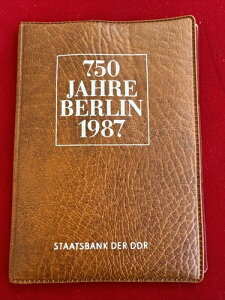 750
JAHRE
BERLIN
1987
STAATSBANK DER DDR